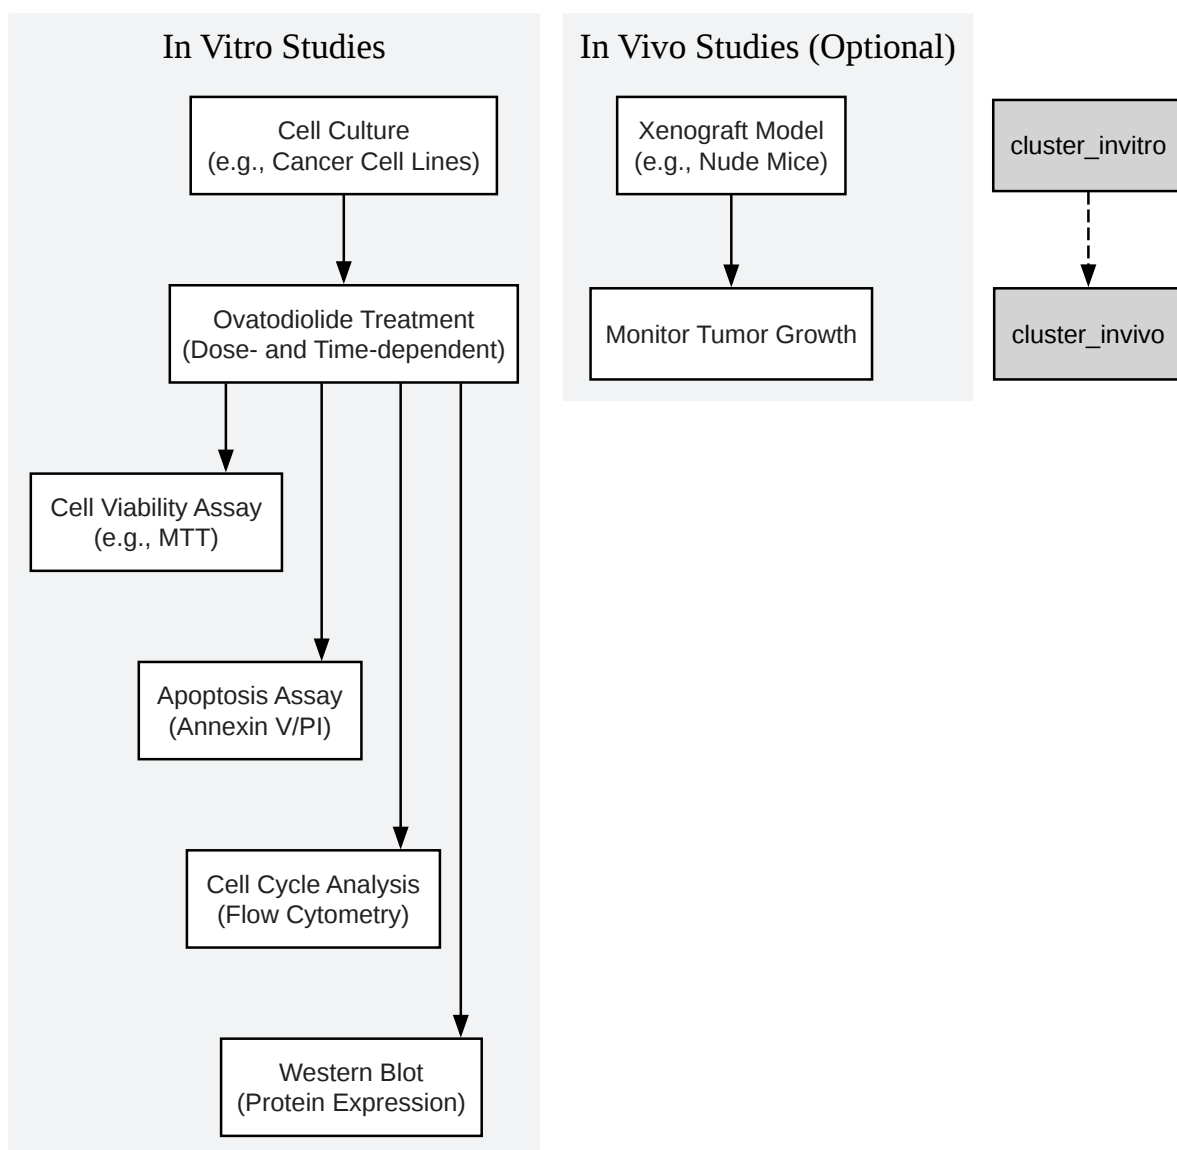 In Vitro Studies
Cell Culture
(e.g., Cancer Cell Lines)
Ovatodiolide Treatment
(Dose- and Time-dependent)
Cell Viability Assay
(e.g., MTT)
Apoptosis Assay
(Annexin V/PI)
Cell Cycle Analysis
(Flow Cytometry)
Western Blot
(Protein Expression)
In Vivo Studies (Optional)
Xenograft Model
(e.g., Nude Mice)
Monitor Tumor Growth
cluster_invitro
cluster_invivo